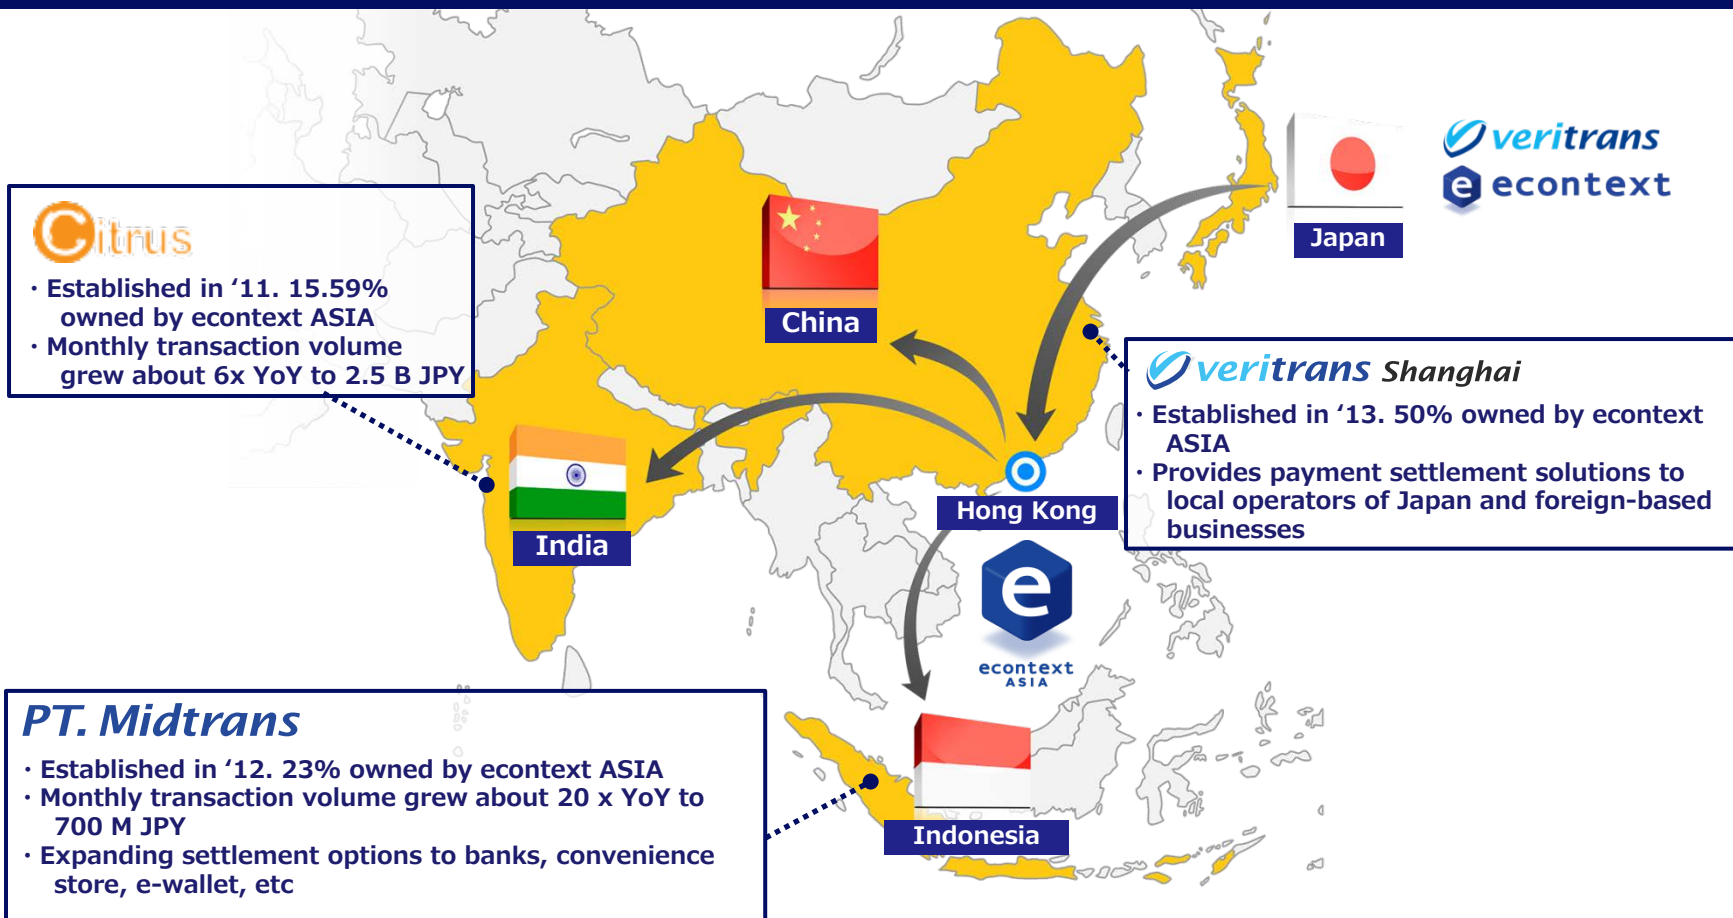 Citrus
・Established in ‘11. 15.59%
owned by econtext ASIA
・Monthly transaction volume
grew about 6x YoY to 2.5 B JPY
China
India
Japan
veritrans
econtext
veritrans Shanghai
・Established in ‘13. 50% owned by econtext
ASIA
・Provides payment settlement solutions to
local operators of Japan and foreign-based
businesses
Hong Kong
e
econtext
ASIA
PT. Midtrans
・Established in ‘12. 23% owned by econtext ASIA
・Monthly transaction volume grew about 20 x YoY to
700 M JPY
・Expanding settlement options to banks, convenience
store, e-wallet, etc
Indonesia